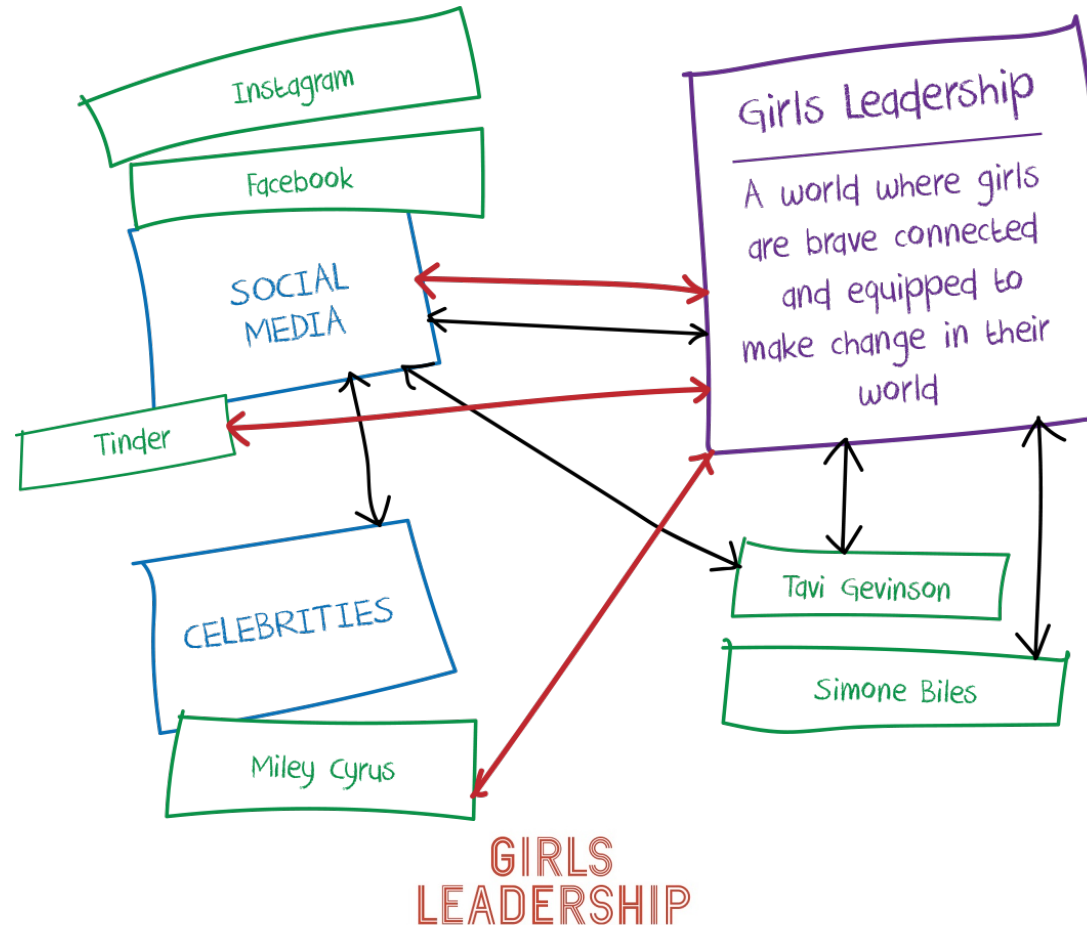 Instagram
Facebook
SOCIAL
MEDIA
Tinder
CELEBRITIES
Miley Cyrus
Girls Leadership
A world where girls
are brave connected
and equipped to
make change in their
world
Tavi Gevinson
Simone Biles
GIRLS
LEADERSHIP